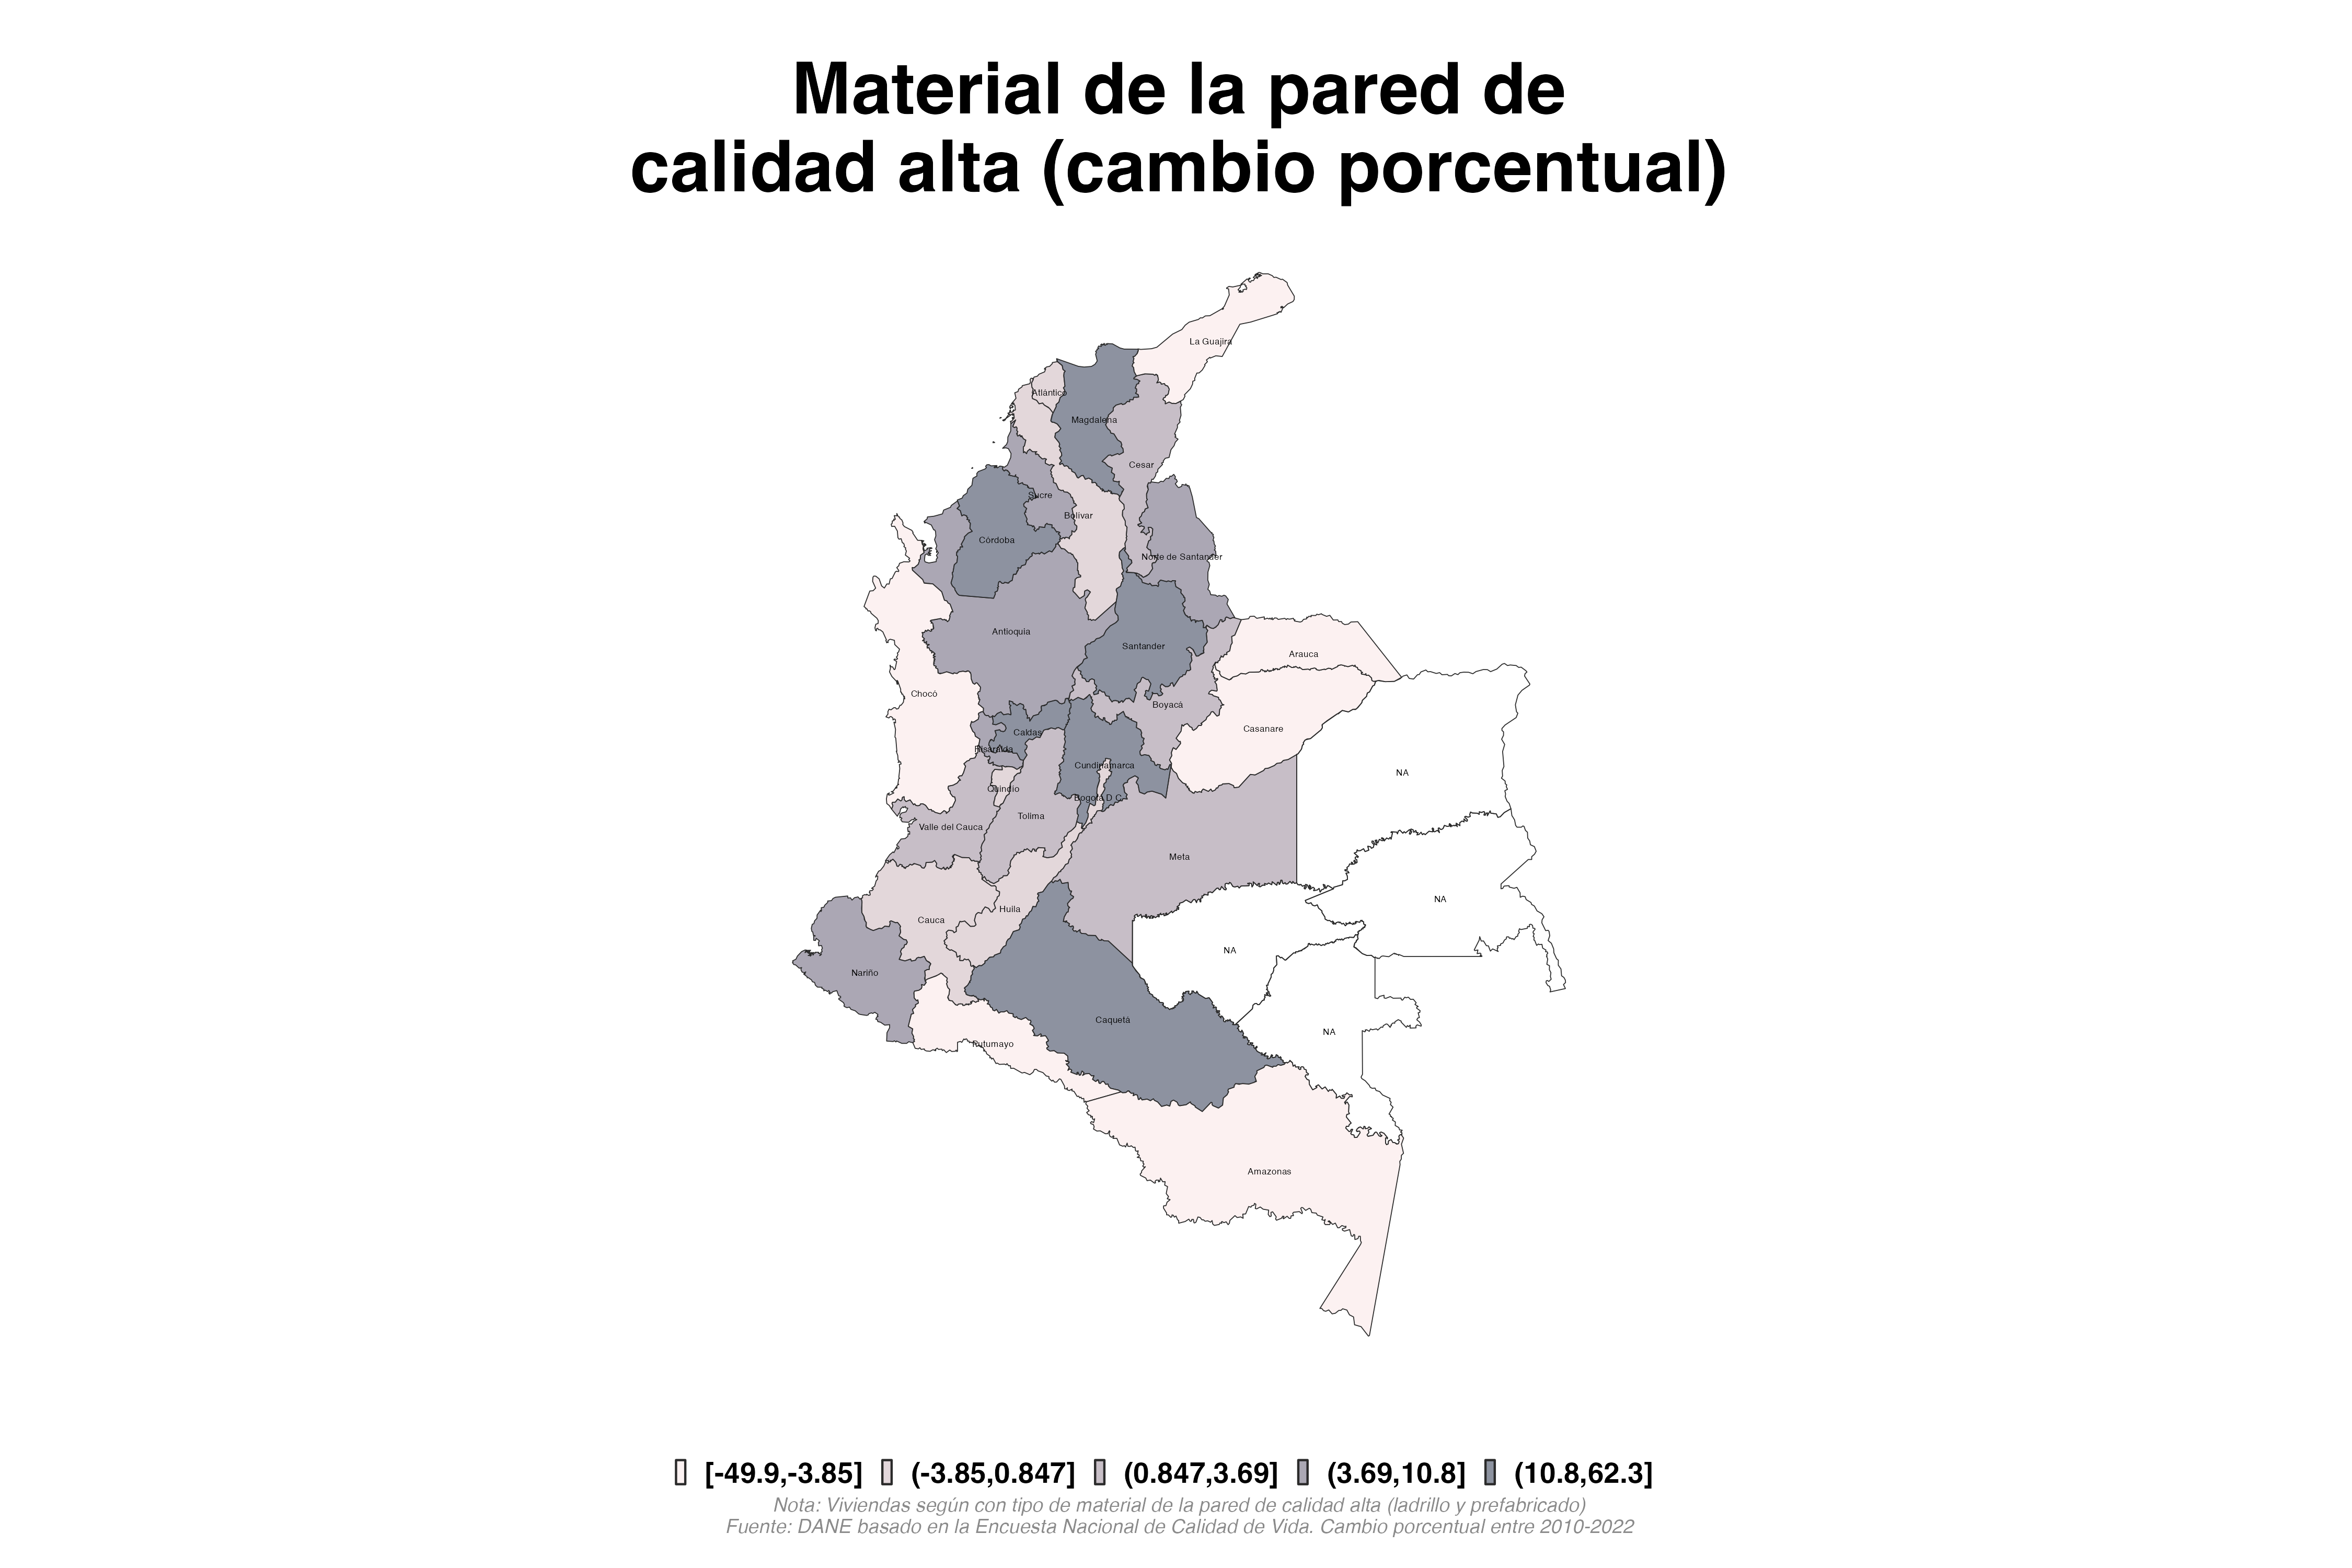 Material de la pared de
calidad alta (cambio porcentual)
La Guajira
Atlántico
Magdalena
Cesar
Sucre
Bolívar
Córdoba
Norte de Santander
Antioquia
Santander
Arauca
Chocó
Boyacá
Casanare
Caldas
Risaralda
Cundinamarca
NA
Quindío
Bogotá D.C.
Tolima
Valle del Cauca
Meta
NA
Huila
Cauca
NA
Nariño
Caquetá
NA
Putumayo
Amazonas
[-49.9,-3.85] (-3.85,0.847] (0.847,3.69] (3.69,10.8] (10.8,62.3]
Nota: Viviendas según con tipo de material de la pared de calidad alta (ladrillo y prefabricado)
Fuente: DANE basado en la Encuesta Nacional de Calidad de Vida. Cambio porcentual entre 2010-2022